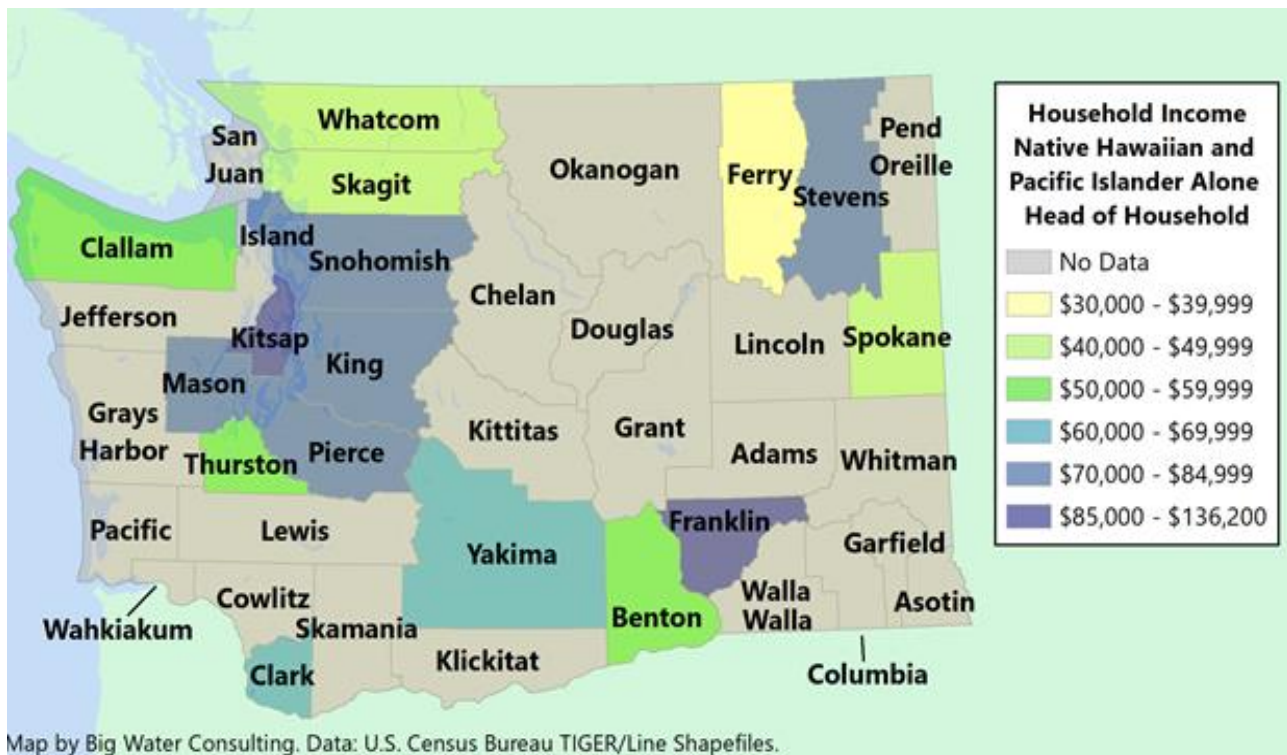 San
Juan
Whatcom
Skagit
Okanogan
Ferry
Stevens
Pend
Oreille
Clallam
Island
Snohomish
Chelan
Jefferson
Kitsap
King
Douglas
Lincoln
Spokane
Mason
Grays
Harbor
Thurston
Pierce
Kittitas
Grant
Adams
Whitman
Pacific
Lewis
Yakima
Franklin
Garfield
Wahkiakum
Cowlitz
Skamania
Benton
Walla
Walla
Asotin
Clark
Klickitat
Columbia
Household Income
Native Hawaiian and
Pacific Islander Alone
Head of Household
No Data
$30,000 - $39,999
$40,000 - $49,999
$50,000 - $59,999
$60,000 - $69,999
$70,000 - $84,999
$85,000 - $136,200
Map by Big Water Consulting. Data: U.S. Census Bureau TIGER/Line Shapefiles.